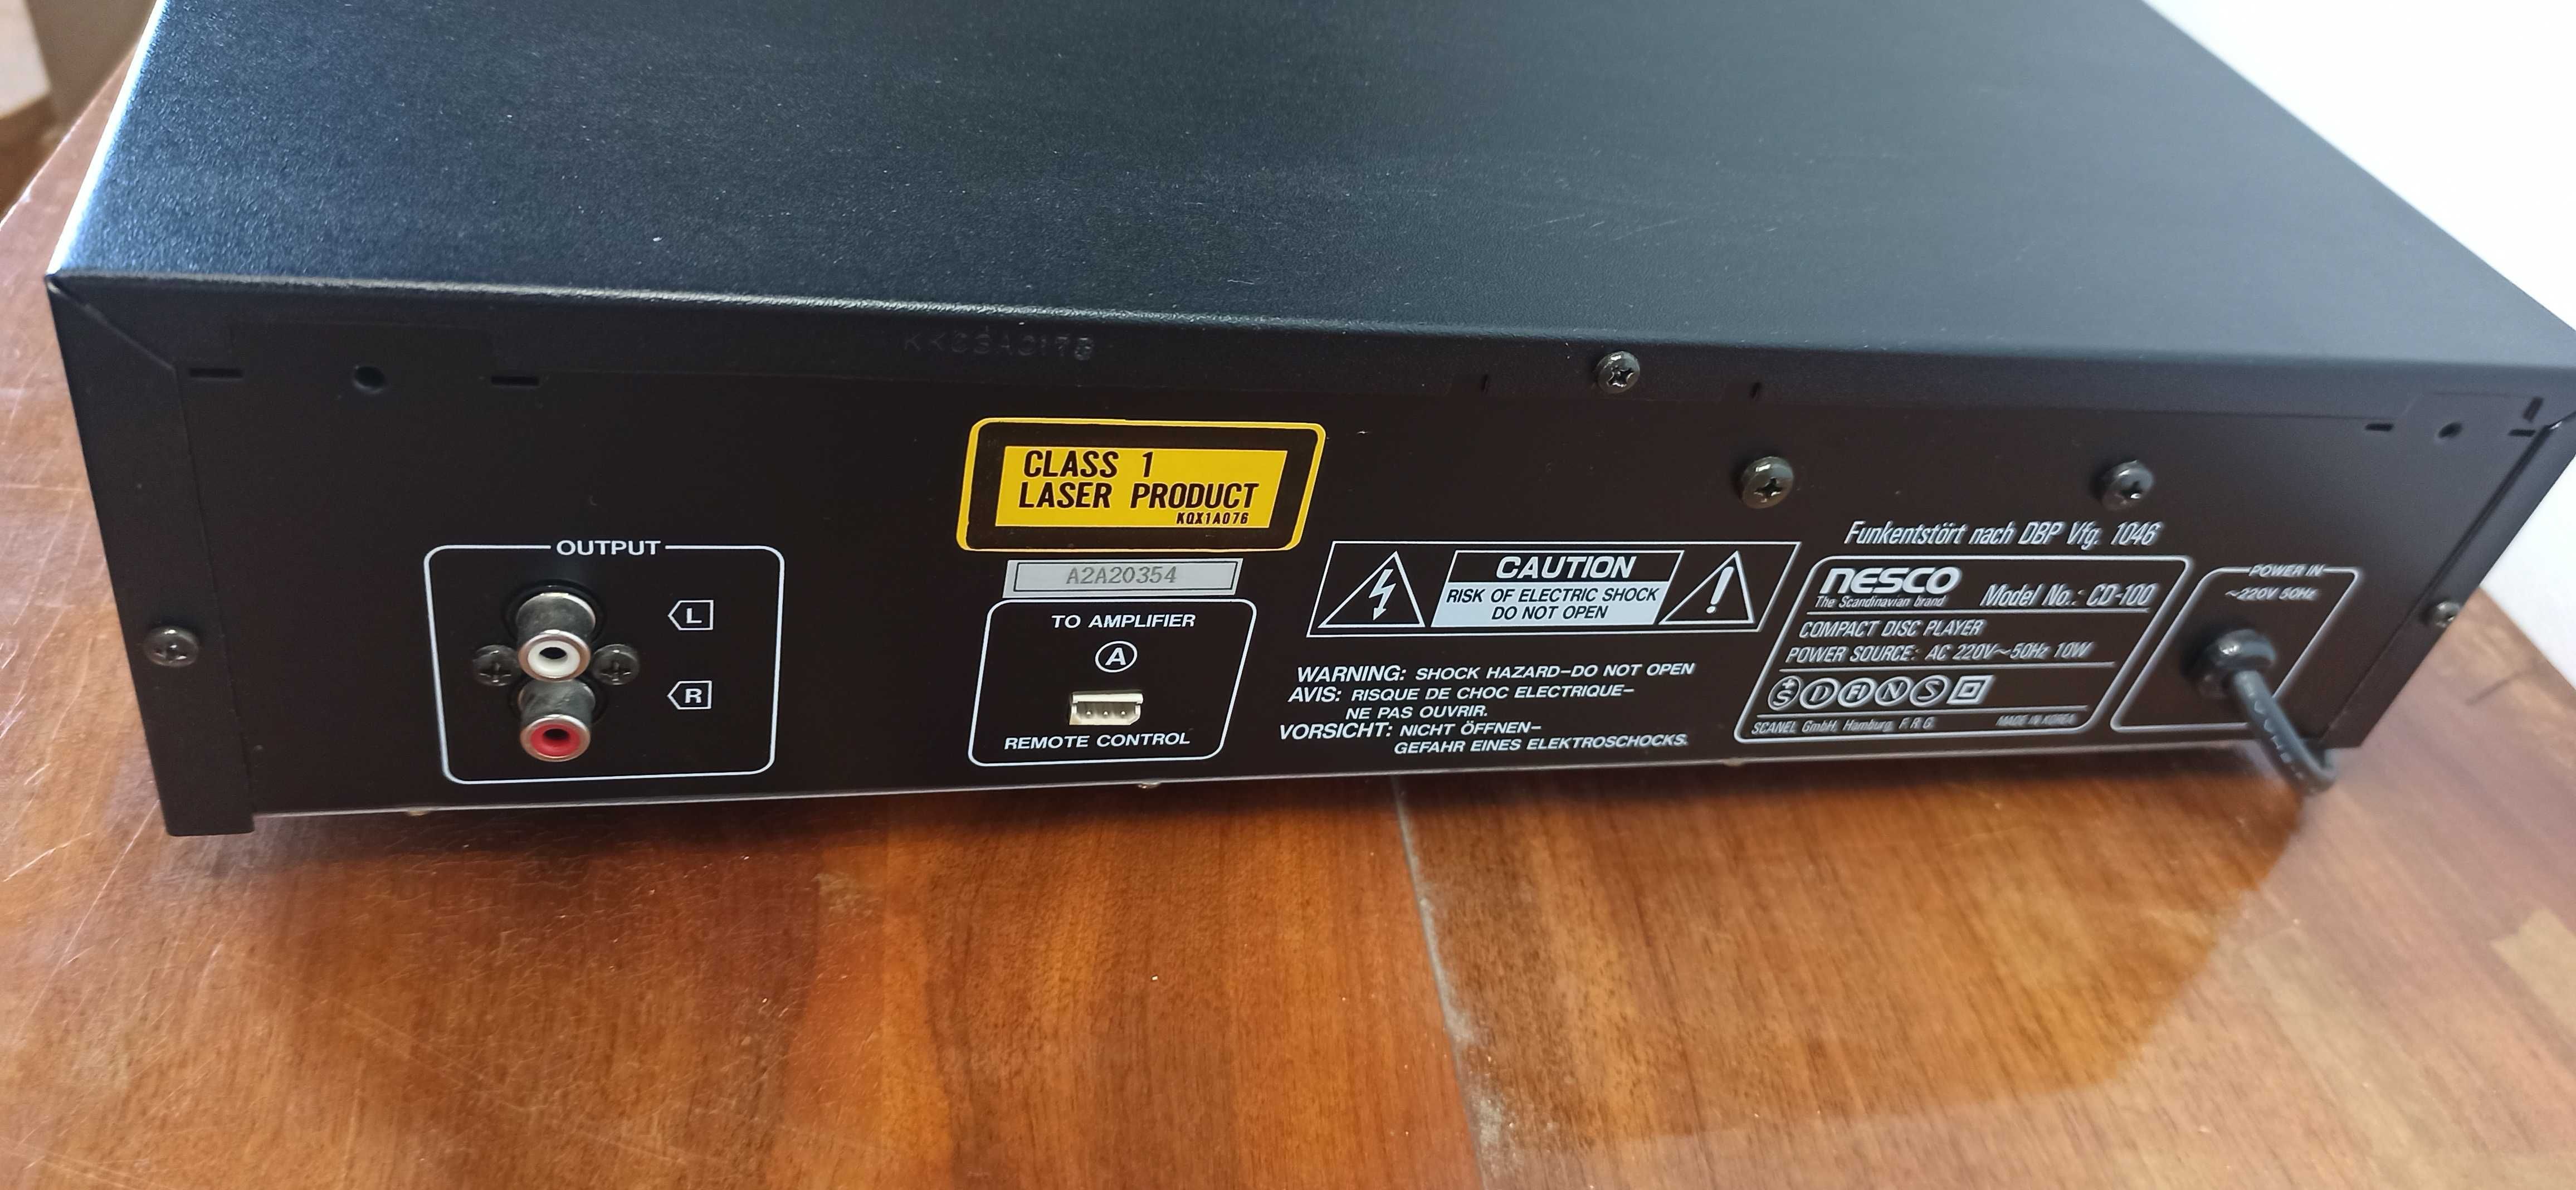 CLASS 1
LASER PRODUCT
KQX1A076
A2A20354
OUTPUT
L
R
TO AMPLIFIER
A
REMOTE CONTROL
CAUTION
RISK OF ELECTRIC SHOCK
DO NOT OPEN
WARNING: SHOCK HAZARD-DO NOT OPEN
AVIS: RISQUE DE CHOC ELECTRIQUE-
NE PAS OUVRIR.
VORSICHT: NICHT ÖFFNEN-
GEFAHR EINES ELEKTROSCHOCKS.
Funkentstört nach DBP Vfg. 1046
NESCO Model No.: CD-100
The Scandinavian brand
COMPACT DISC PLAYER
POWER SOURCE: AC 220V~50Hz 10W
S D FI N S
SCANEL GmbH, Hamburg, F. R. G. MADE IN KOREA
POWER IN
~220V 50Hz